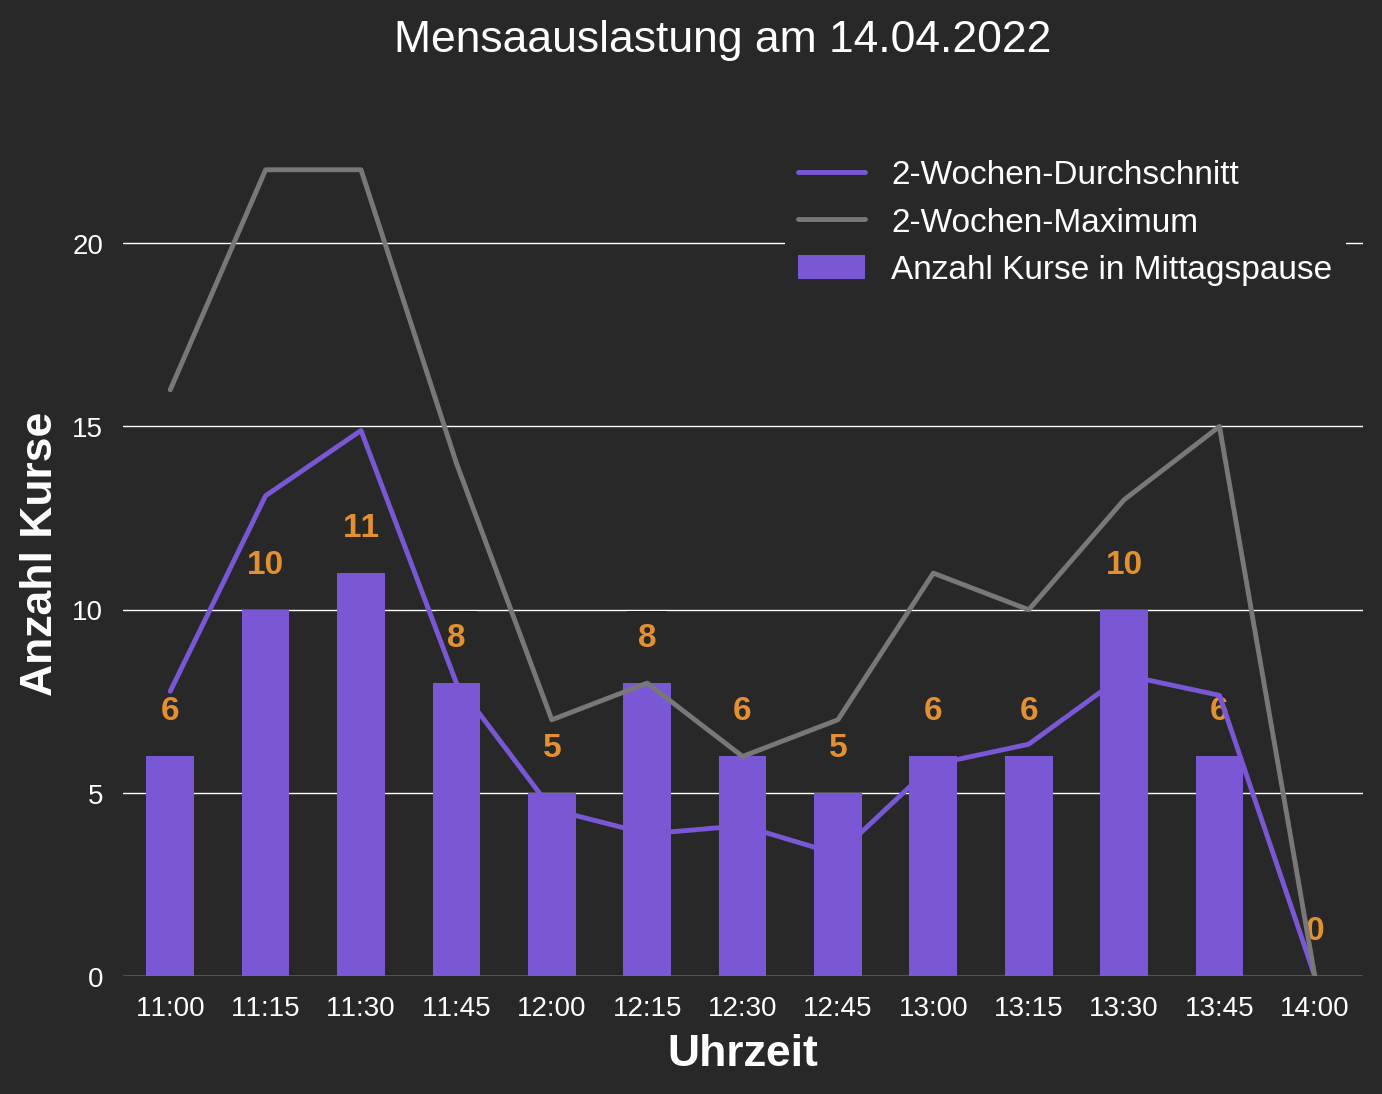 Mensaauslastung am 14.04.2022
2-Wochen-Durchschnitt
2-Wochen-Maximum
Anzahl Kurse in Mittagspause
Anzahl Kurse
20
15
10
5
0
6
10
11
8
5
8
6
5
6
6
10
6
0
11:00 11:15 11:30 11:45 12:00 12:15 12:30 12:45 13:00 13:15 13:30 13:45 14:00
Uhrzeit